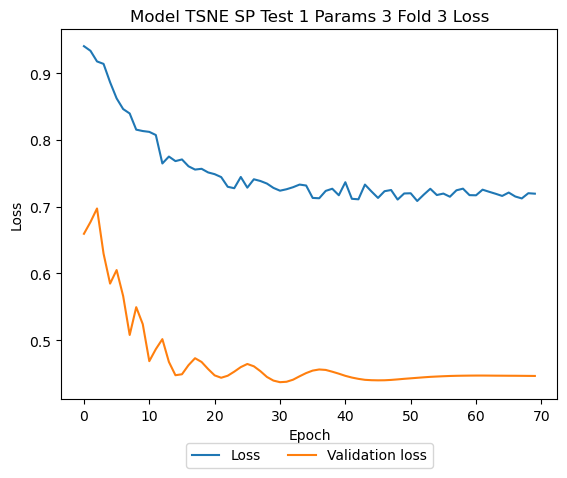 Model TSNE SP Test 1 Params 3 Fold 3 Loss
0.9
0.8
0.7
0.6
0.5
Loss
0 10 20 30 40 50 60 70
Epoch
Loss Validation loss